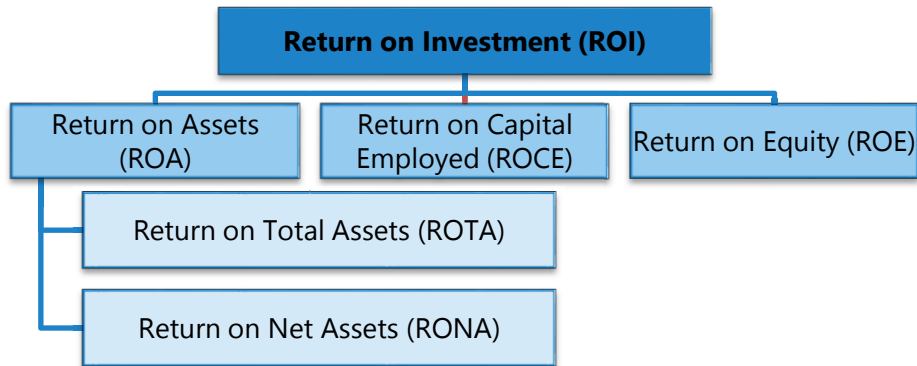 Return on Investment (ROI)
Return on Assets
(ROA)
Return on Capital
Employed (ROCE)
Return on Equity (ROE)
Return on Total Assets (ROTA)
Return on Net Assets (RONA)